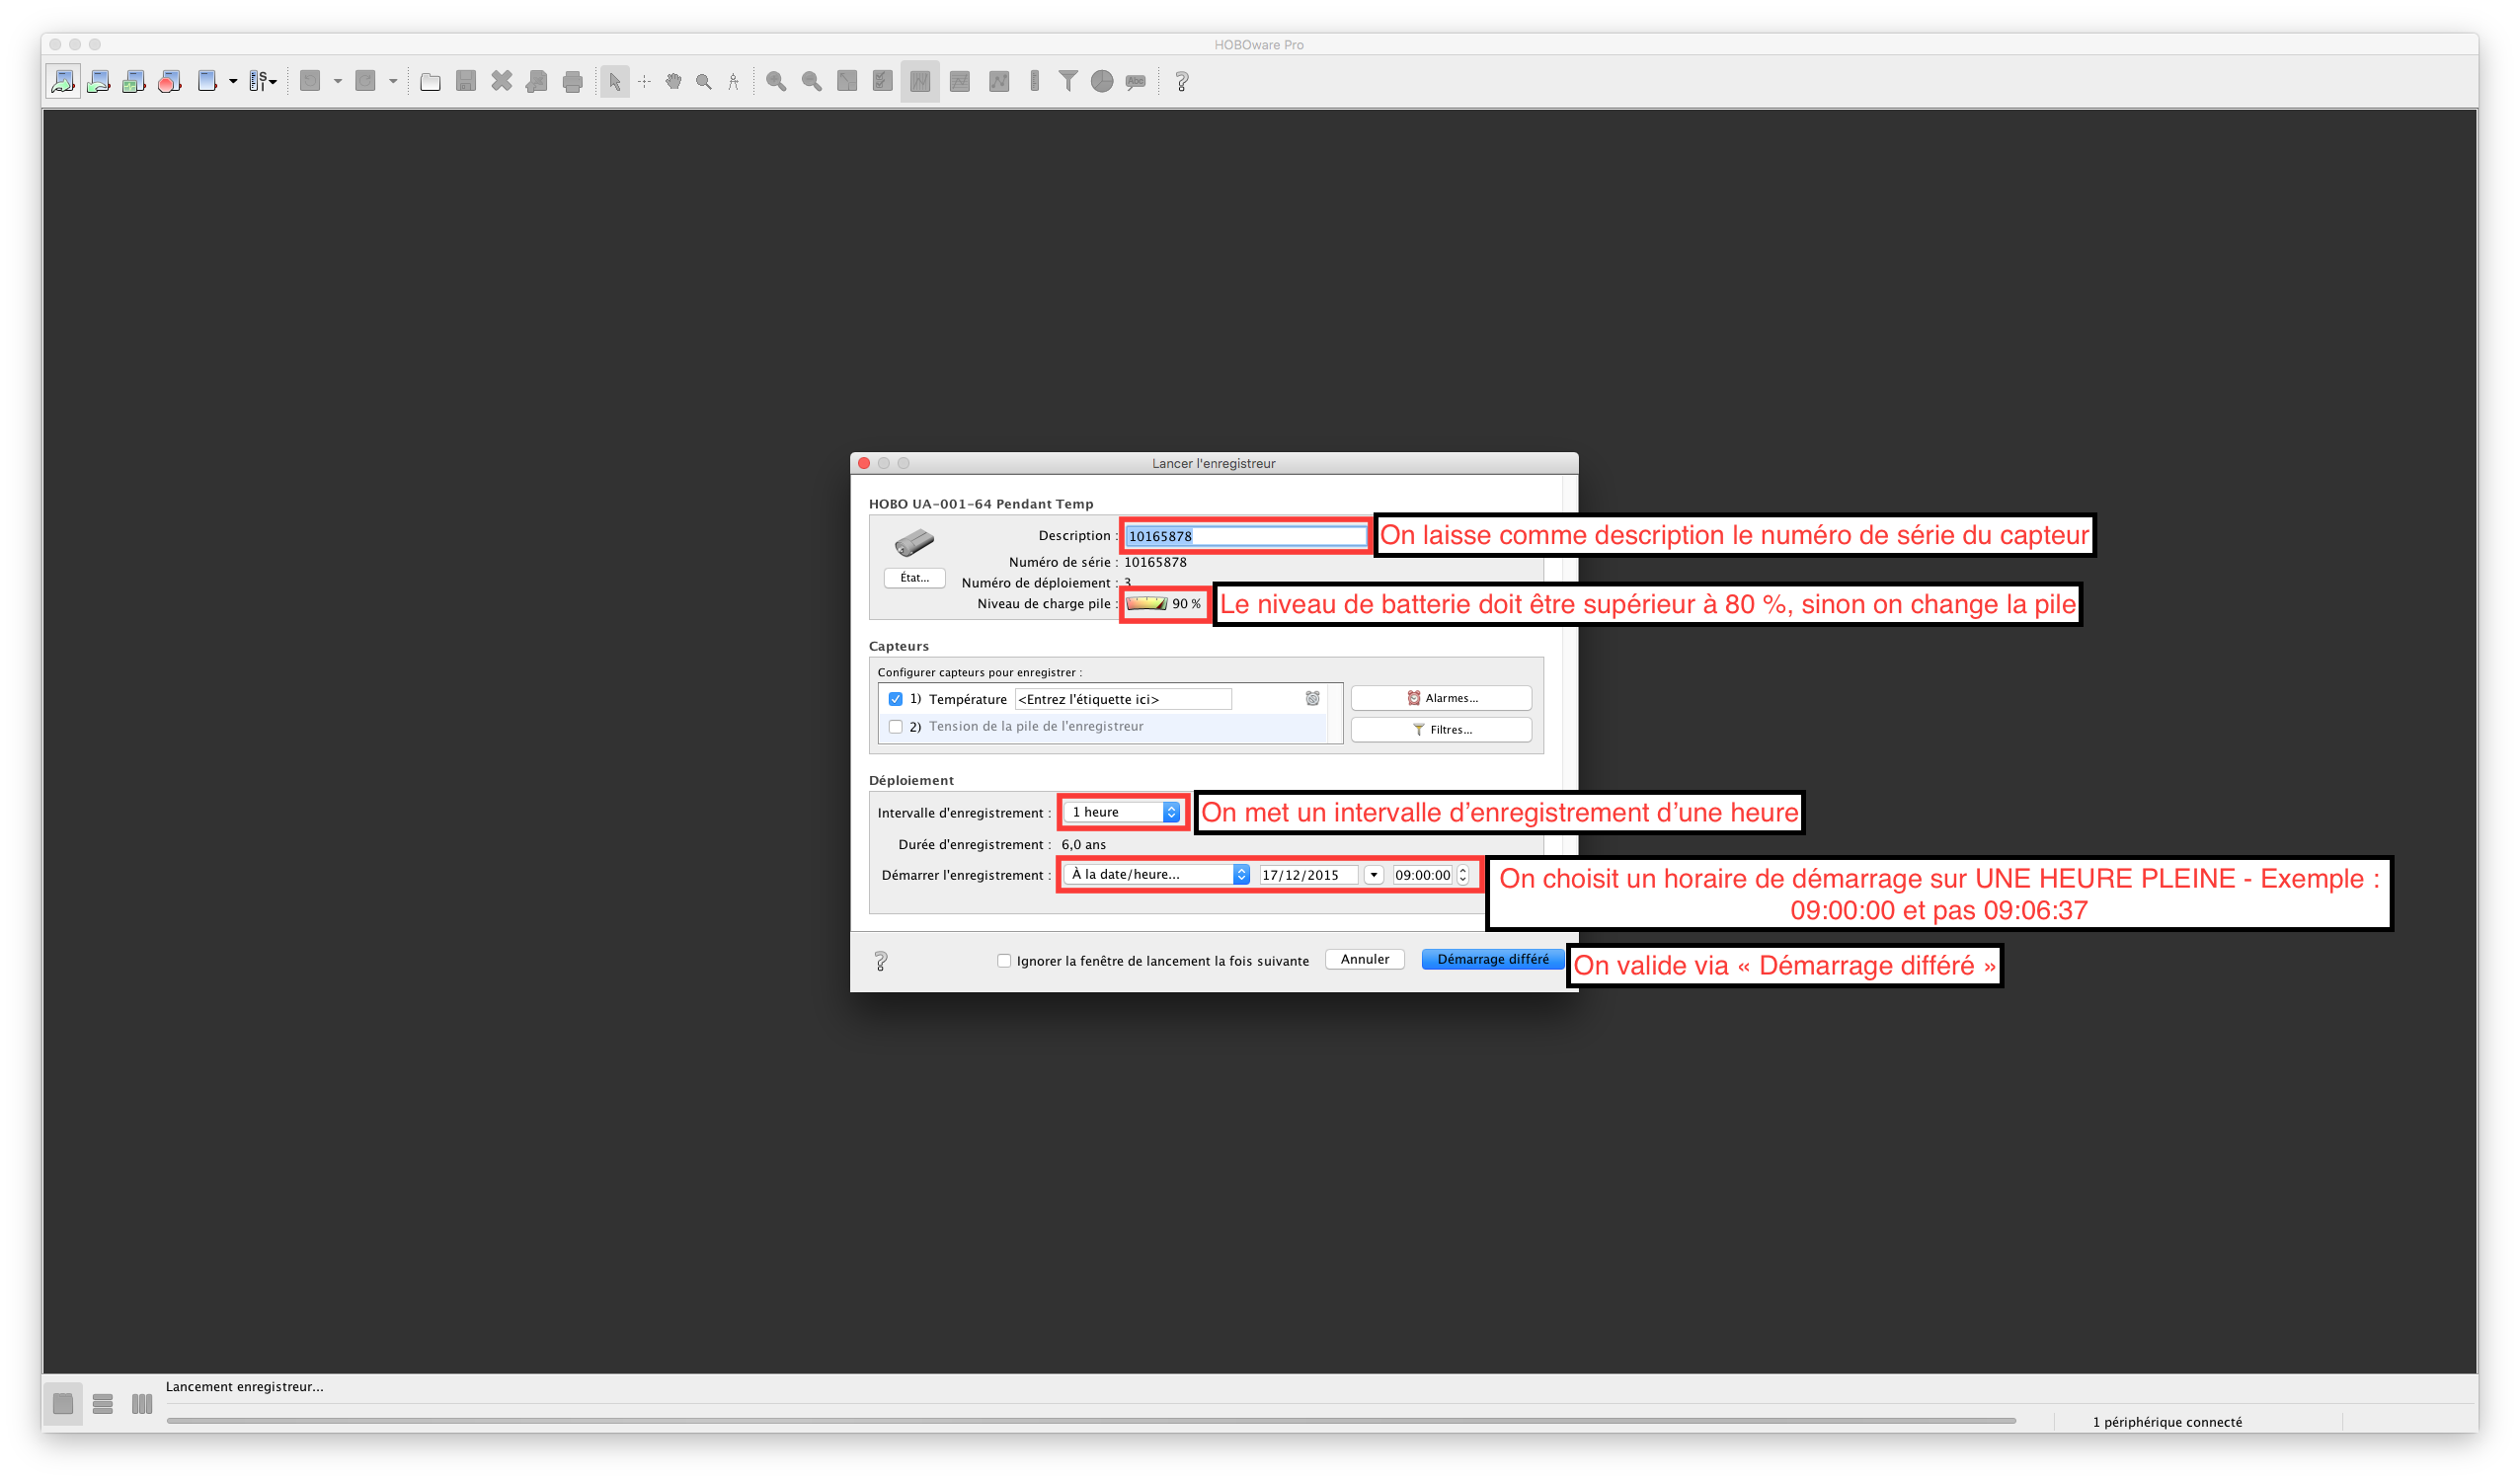 HOBOware Pro
S
I
Abc
?
Lancer l'enregistreur
HOBO UA-001-64 Pendant Temp
Description : 10165878 On laisse comme description le numéro de série du capteur
Numéro de série : 10165878
État...
Numéro de déploiement : 3
Niveau de charge pile : 90 % Le niveau de batterie doit être supérieur à 80 %, sinon on change la pile
Capteurs
Configurer capteurs pour enregistrer :
1) Température <Entrez l'étiquette ici> Alarmes...
2) Tension de la pile de l'enregistreur Filtres...
Déploiement
Intervalle d'enregistrement : 1 heure On met un intervalle d’enregistrement d’une heure
Durée d'enregistrement : 6,0 ans
Démarrer l'enregistrement : À la date/heure... 17/12/2015 09:00:00
On choisit un horaire de démarrage sur UNE HEURE PLEINE - Exemple :
09:00:00 et pas 09:06:37
? Ignorer la fenêtre de lancement la fois suivante Annuler Démarrage différé On valide via « Démarrage différé »
Lancement enregistreur...
1 périphérique connecté